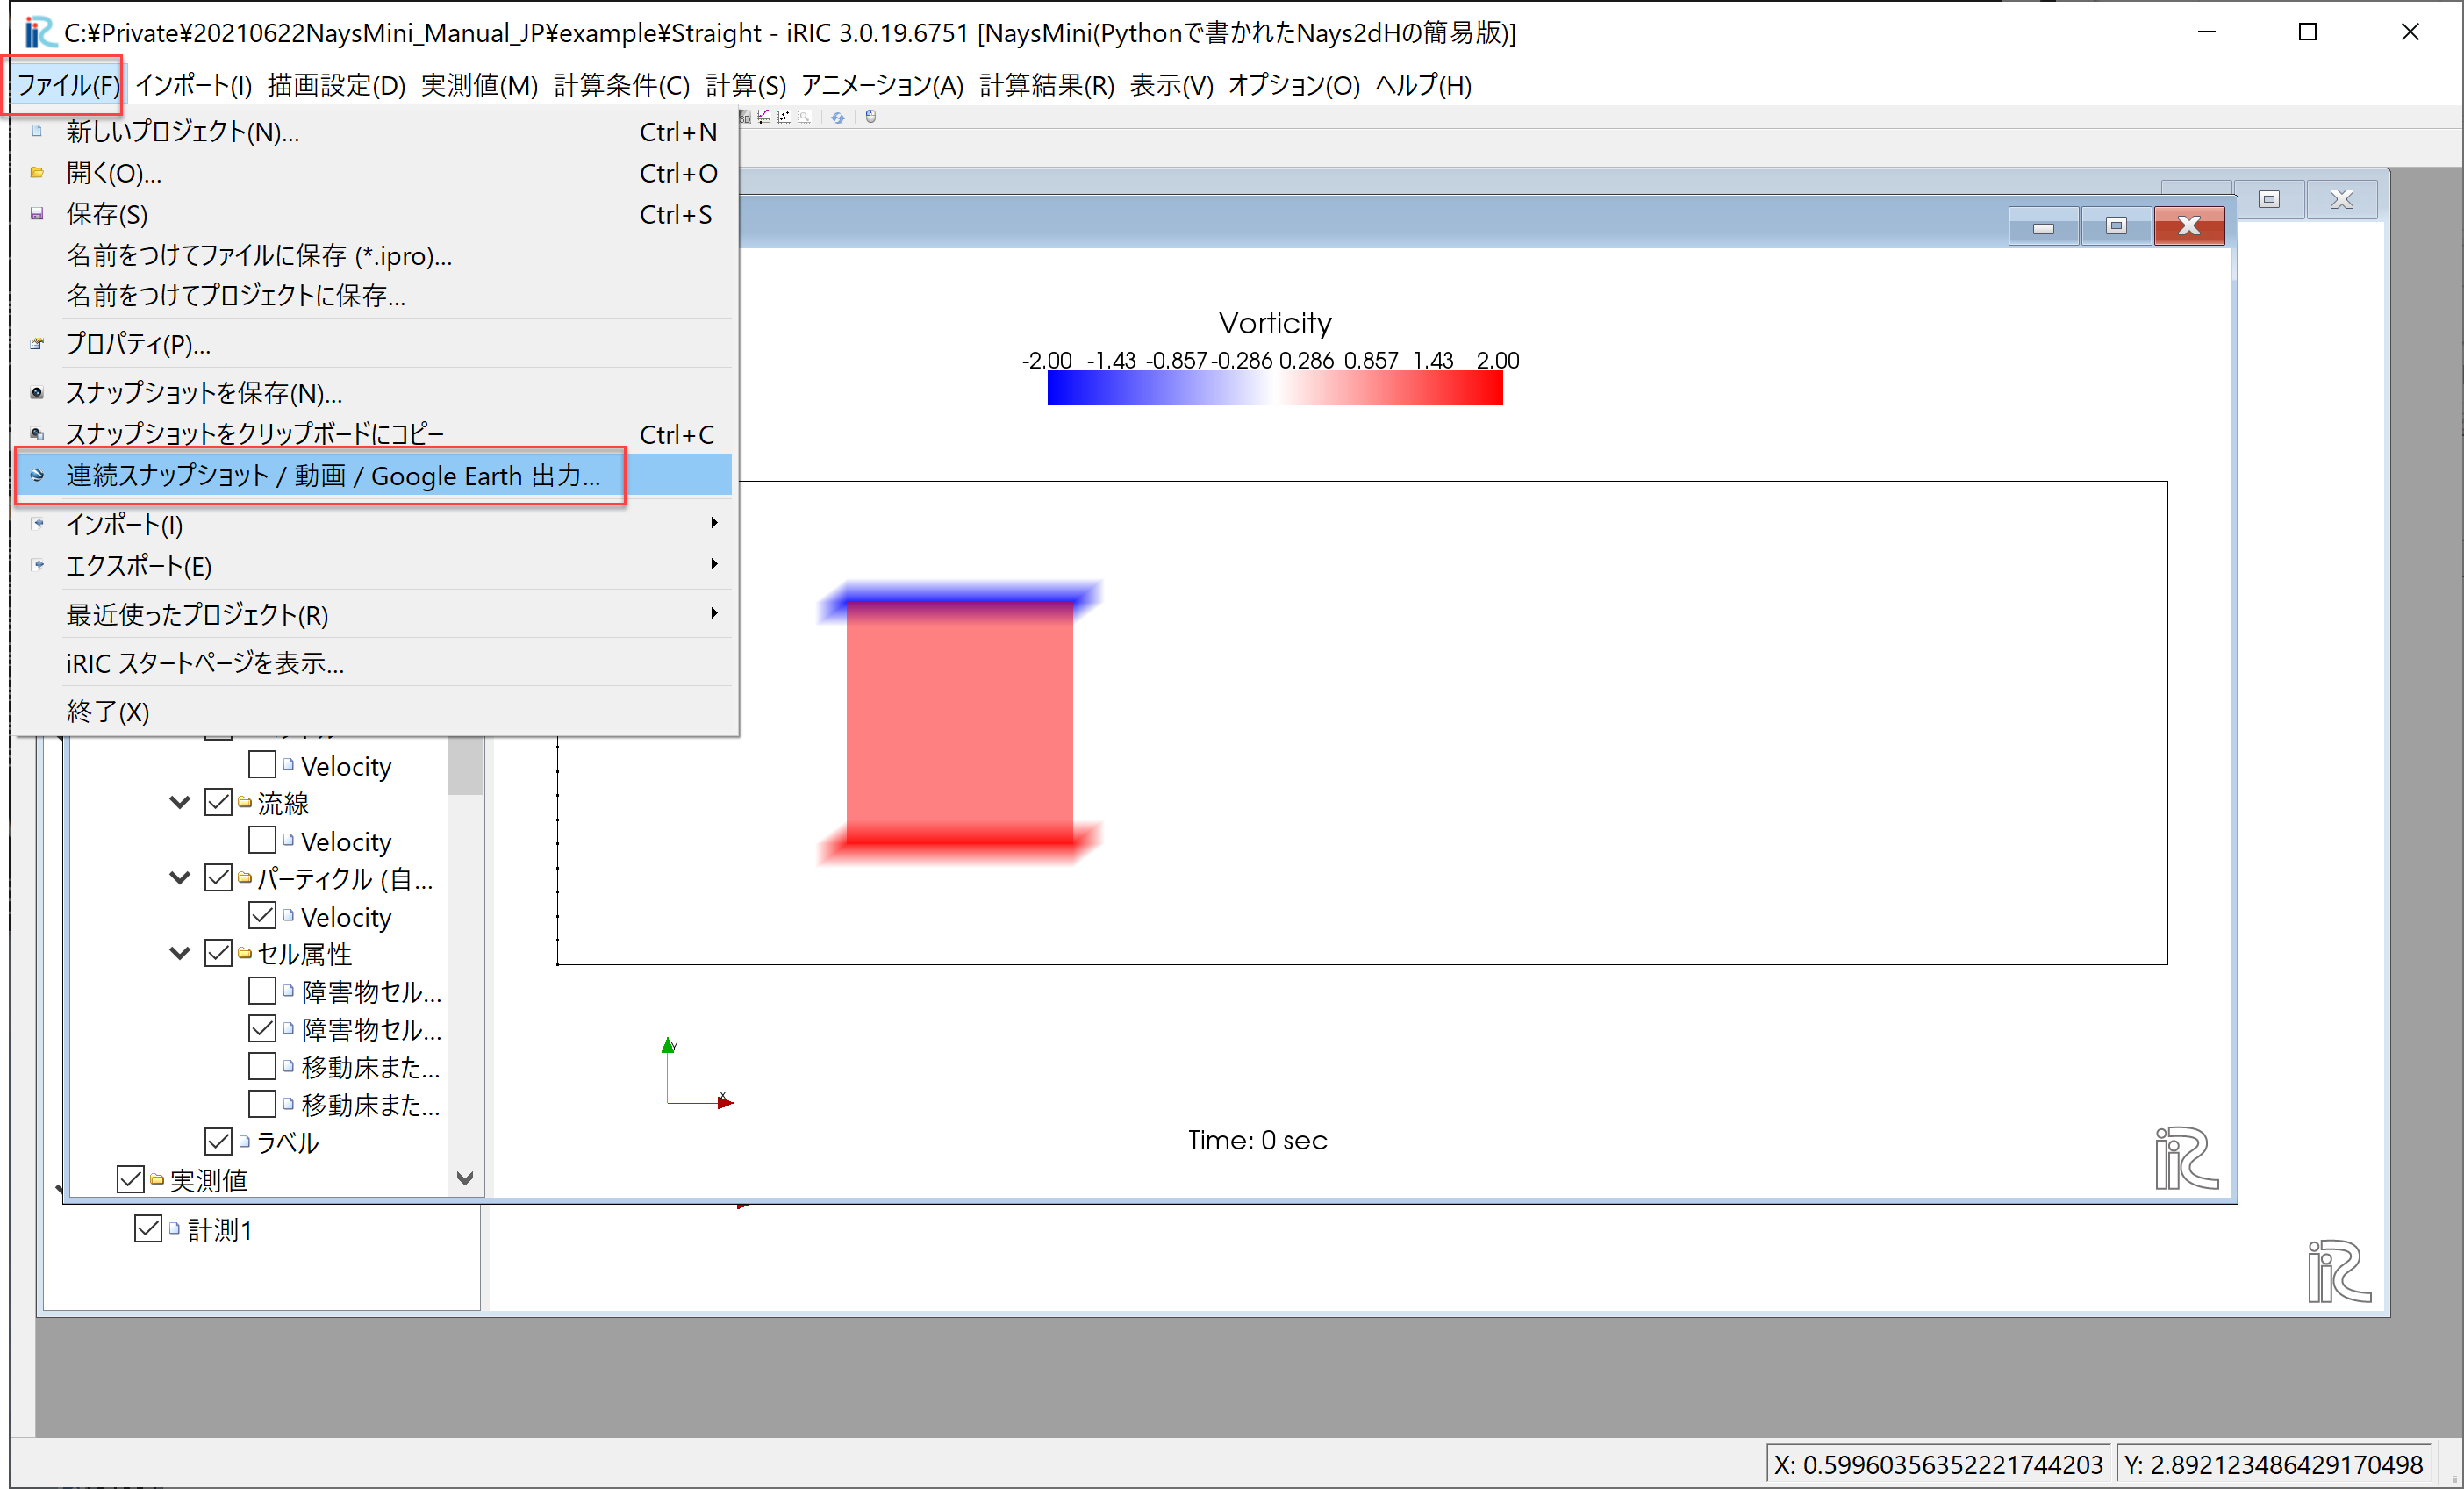 C:¥Private¥20210622NaysMini_Manual_JP¥example¥Straight - iRIC 3.0.19.6751 [NaysMini(Pythonで書かれたNays2dHの簡易版)]
ファイル(F) インポート(I) 描画設定(D) 実測値(M) 計算条件(C) 計算(S) アニメーション(A) 計算結果(R) 表示(V) オプション(O) ヘルプ(H)
新しいプロジェクト(N)... Ctrl+N
開く(O)... Ctrl+O
保存(S) Ctrl+S
名前をつけてファイルに保存 (*.ipro)...
名前をつけてプロジェクトに保存...
プロパティ(P)...
スナップショットを保存(N)...
スナップショットをクリップボードにコピー Ctrl+C
連続スナップショット / 動画 / Google Earth 出力...
インポート(I)
エクスポート(E)
最近使ったプロジェクト(R)
iRIC スタートページを表示...
終了(X)
Vorticity
-2.00 -1.43 -0.857 -0.286 0.286 0.857 1.43 2.00
Velocity
流線
Velocity
パーティクル (自...
Velocity
セル属性
障害物セル...
障害物セル...
移動床また...
移動床また...
ラベル
実測値
計測1
Y
X
Time: 0 sec
iRIC
iRIC
X: 0.59960356352221744203 Y: 2.892123486429170498